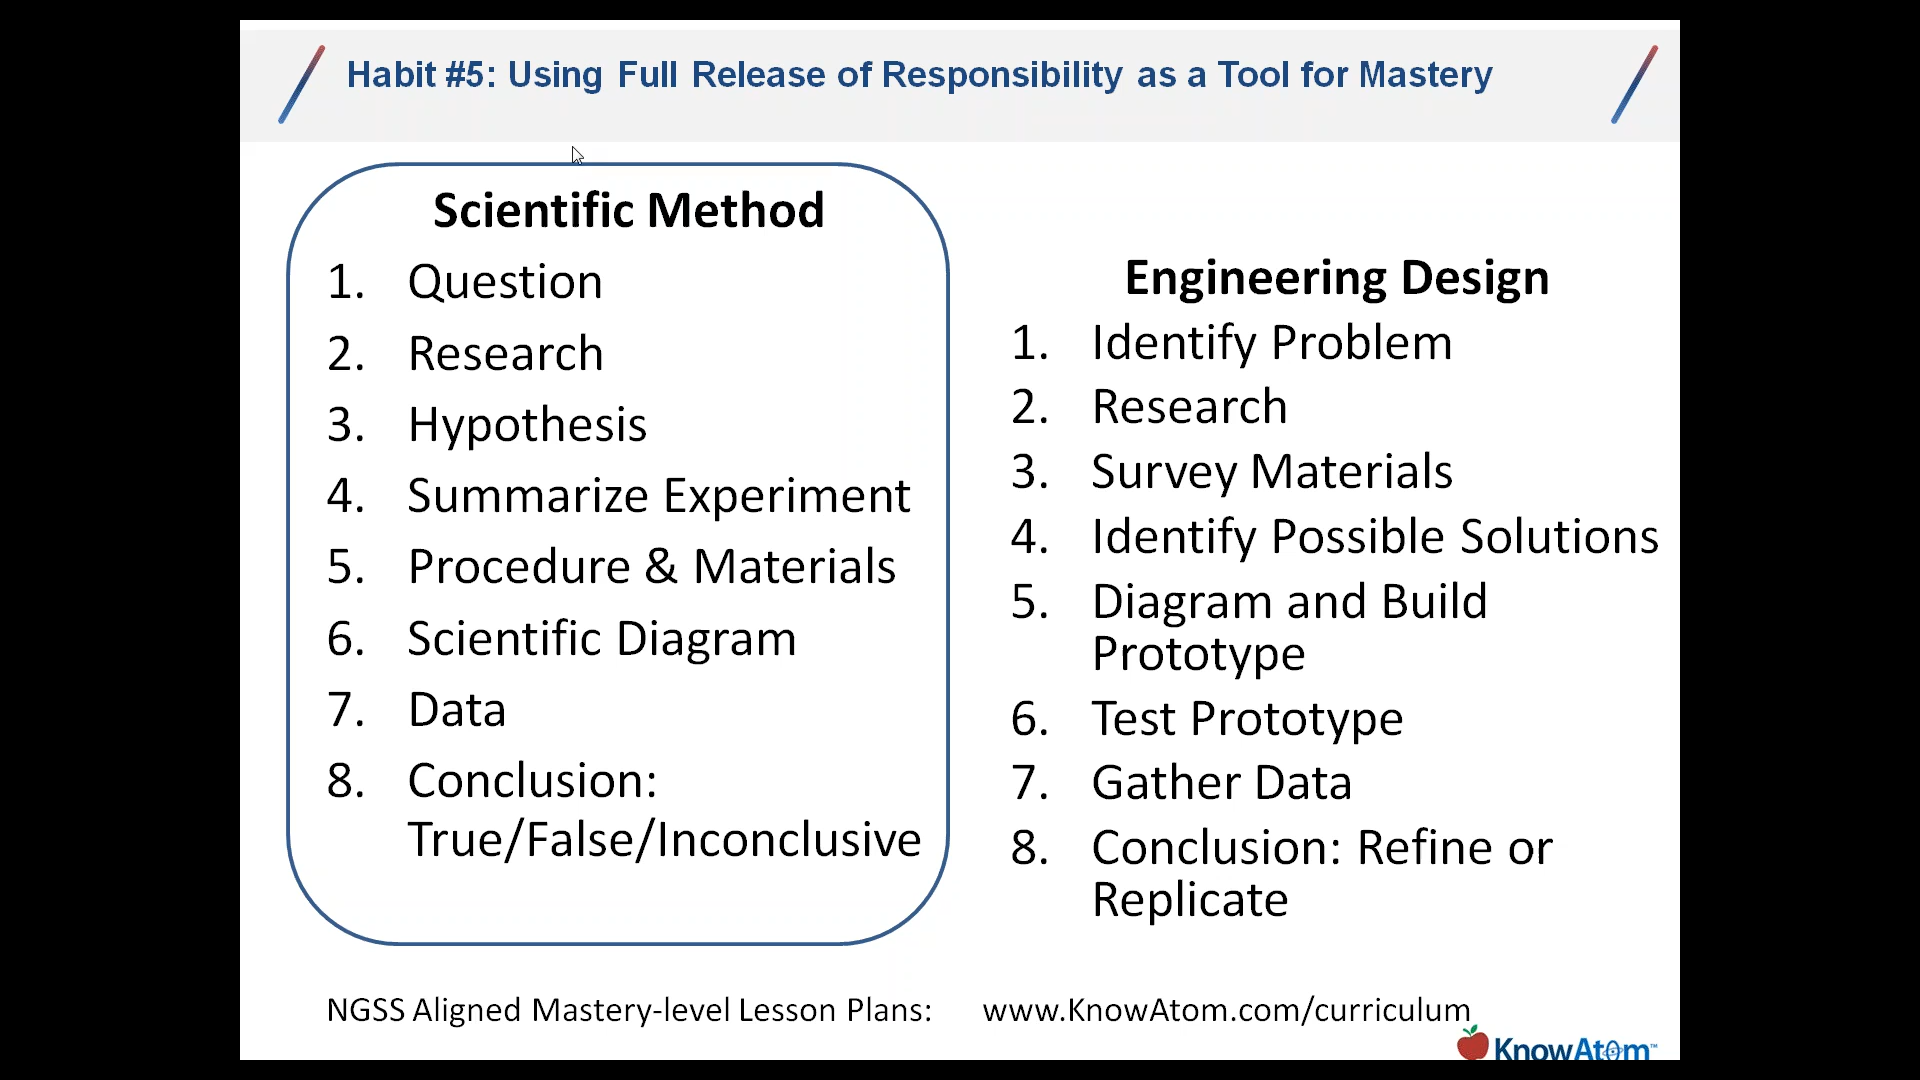 Habit #5: Using Full Release of Responsibility as a Tool for Mastery
Scientific Method
1. Question
2. Research
3. Hypothesis
4. Summarize Experiment
5. Procedure & Materials
6. Scientific Diagram
7. Data
8. Conclusion:
True/False/Inconclusive
Engineering Design
1. Identify Problem
2. Research
3. Survey Materials
4. Identify Possible Solutions
5. Diagram and Build
Prototype
6. Test Prototype
7. Gather Data
8. Conclusion: Refine or
Replicate
NGSS Aligned Mastery-level Lesson Plans: www.KnowAtom.com/curriculum
KnowAtom™